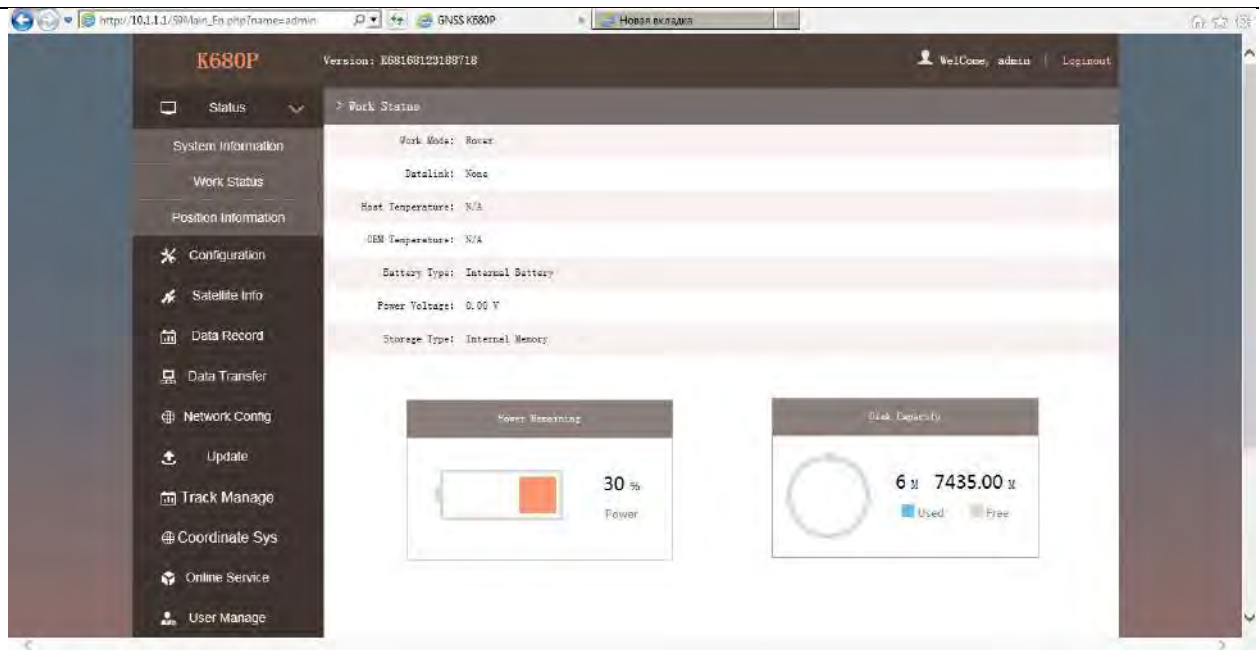 http://10.1.1.1/S9Main_En.php?name=admin
GNSS K680P
Новая вкладка
K680P
Version: K68168123188718
WelCome, admin | Loginout
Status
> Work Status
System Information
Work Status
Position Information
Configuration
Satellite Info
Data Record
Data Transfer
Network Config
Update
Track Manage
Coordinate Sys
Online Service
User Manage
Work Mode: Rover
Datalink: None
Host Temperature: N/A
OEM Temperature: N/A
Battery Type: Internal Battery
Power Voltage: 0.00 V
Storage Type: Internal Memory
Power Remaining
30 %
Power
Disk Capacity
6 M 7435.00 M
Used Free